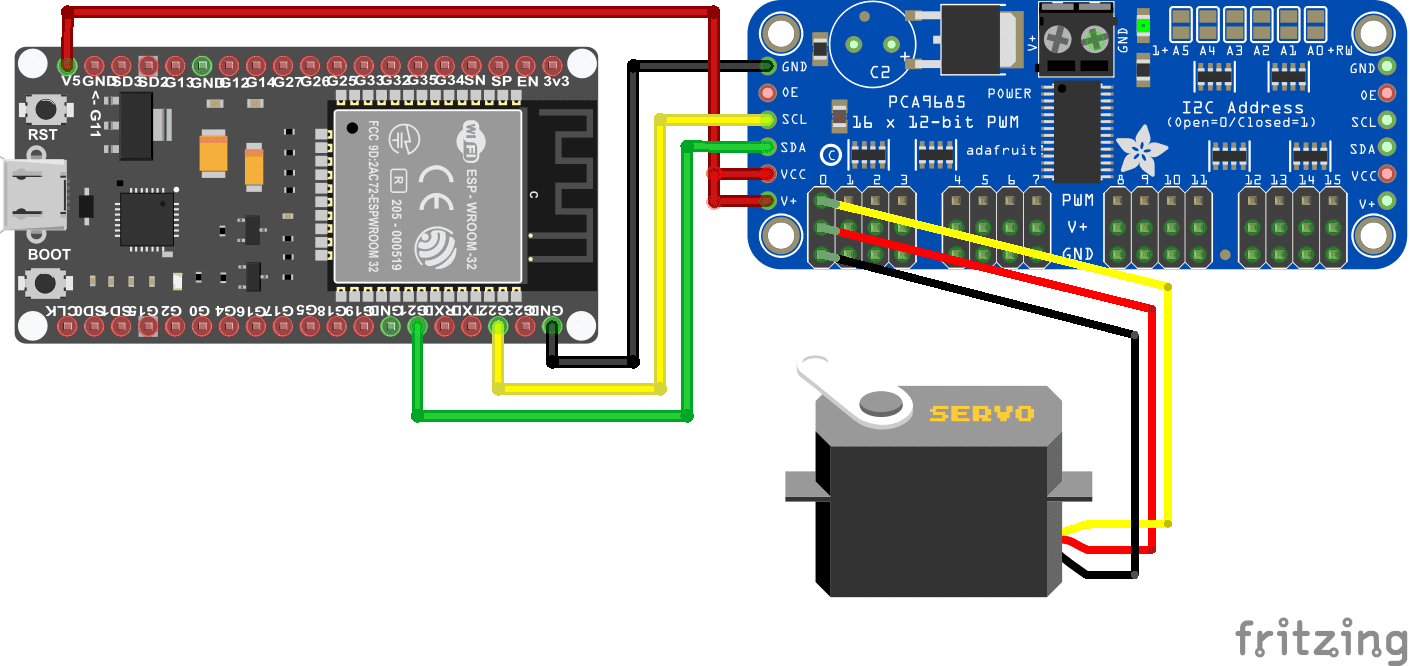 V5 GND SD3 SD2 G13 GND G12 G14 G27 G26 G25 G33 G32 G35 G34 SN SP EN 3v3
<- G11
RST
BOOT
FCC 9D:2AC72-ESPWROOM 32
R
205 - 000519
CE
WiFi
ESP - WROOM -32
C
CLK SD0 SD1 G15 G2 G0 G4 G16 G17 G5 G18 G19 GND G21 RXD TXD G22 G23 GND
GND
OE
SCL
SDA
VCC
V+
C2
+
V+
GND
POWER
PCA9685
16 x 12-bit PWM
adafruit!
C
1+ A5 A4 A3 A2 A1 A0 +RW
I2C Address
(Open=0/Closed=1)
GND
OE
SCL
SDA
VCC
V+
0 1 2 3 4 5 6 7 8 9 10 11 12 13 14 15
PWM
V+
GND
SERVO
fritzing